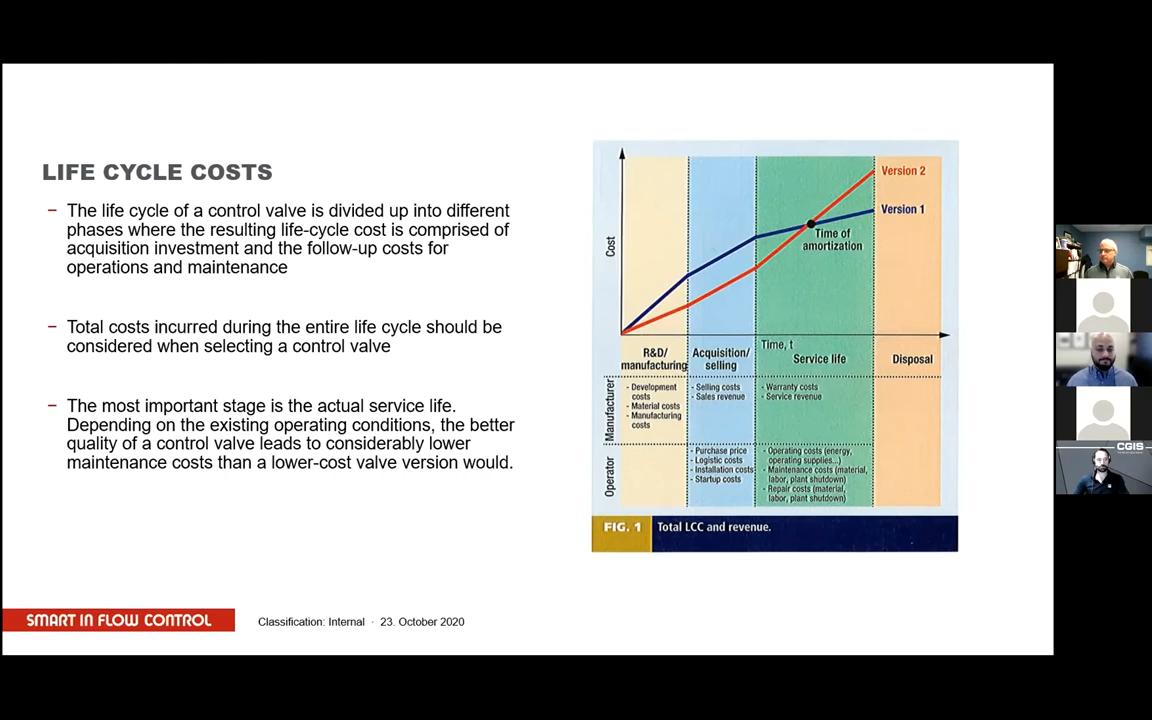 LIFE CYCLE COSTS
− The life cycle of a control valve is divided up into different
phases where the resulting life-cycle cost is comprised of
acquisition investment and the follow-up costs for
operations and maintenance
− Total costs incurred during the entire life cycle should be
considered when selecting a control valve
− The most important stage is the actual service life.
Depending on the existing operating conditions, the better
quality of a control valve leads to considerably lower
maintenance costs than a lower-cost valve version would.
Cost
Version 2
Version 1
Time of
amortization
Time, t
R&D/
manufacturing
Acquisition/
selling
Service life
Disposal
Manufacturer
- Development
costs
- Material costs
- Manufacturing
costs
- Selling costs
- Sales revenue
- Warranty costs
- Service revenue
Operator
- Purchase price
- Logistic costs
- Installation costs
- Startup costs
- Operating costs (energy,
operating supplies...)
- Maintenance costs (material,
labor, plant shutdown)
- Repair costs (material,
labor, plant shutdown)
FIG. 1 Total LCC and revenue.
SMART IN FLOW CONTROL
Classification: Internal · 23. October 2020
CGIS